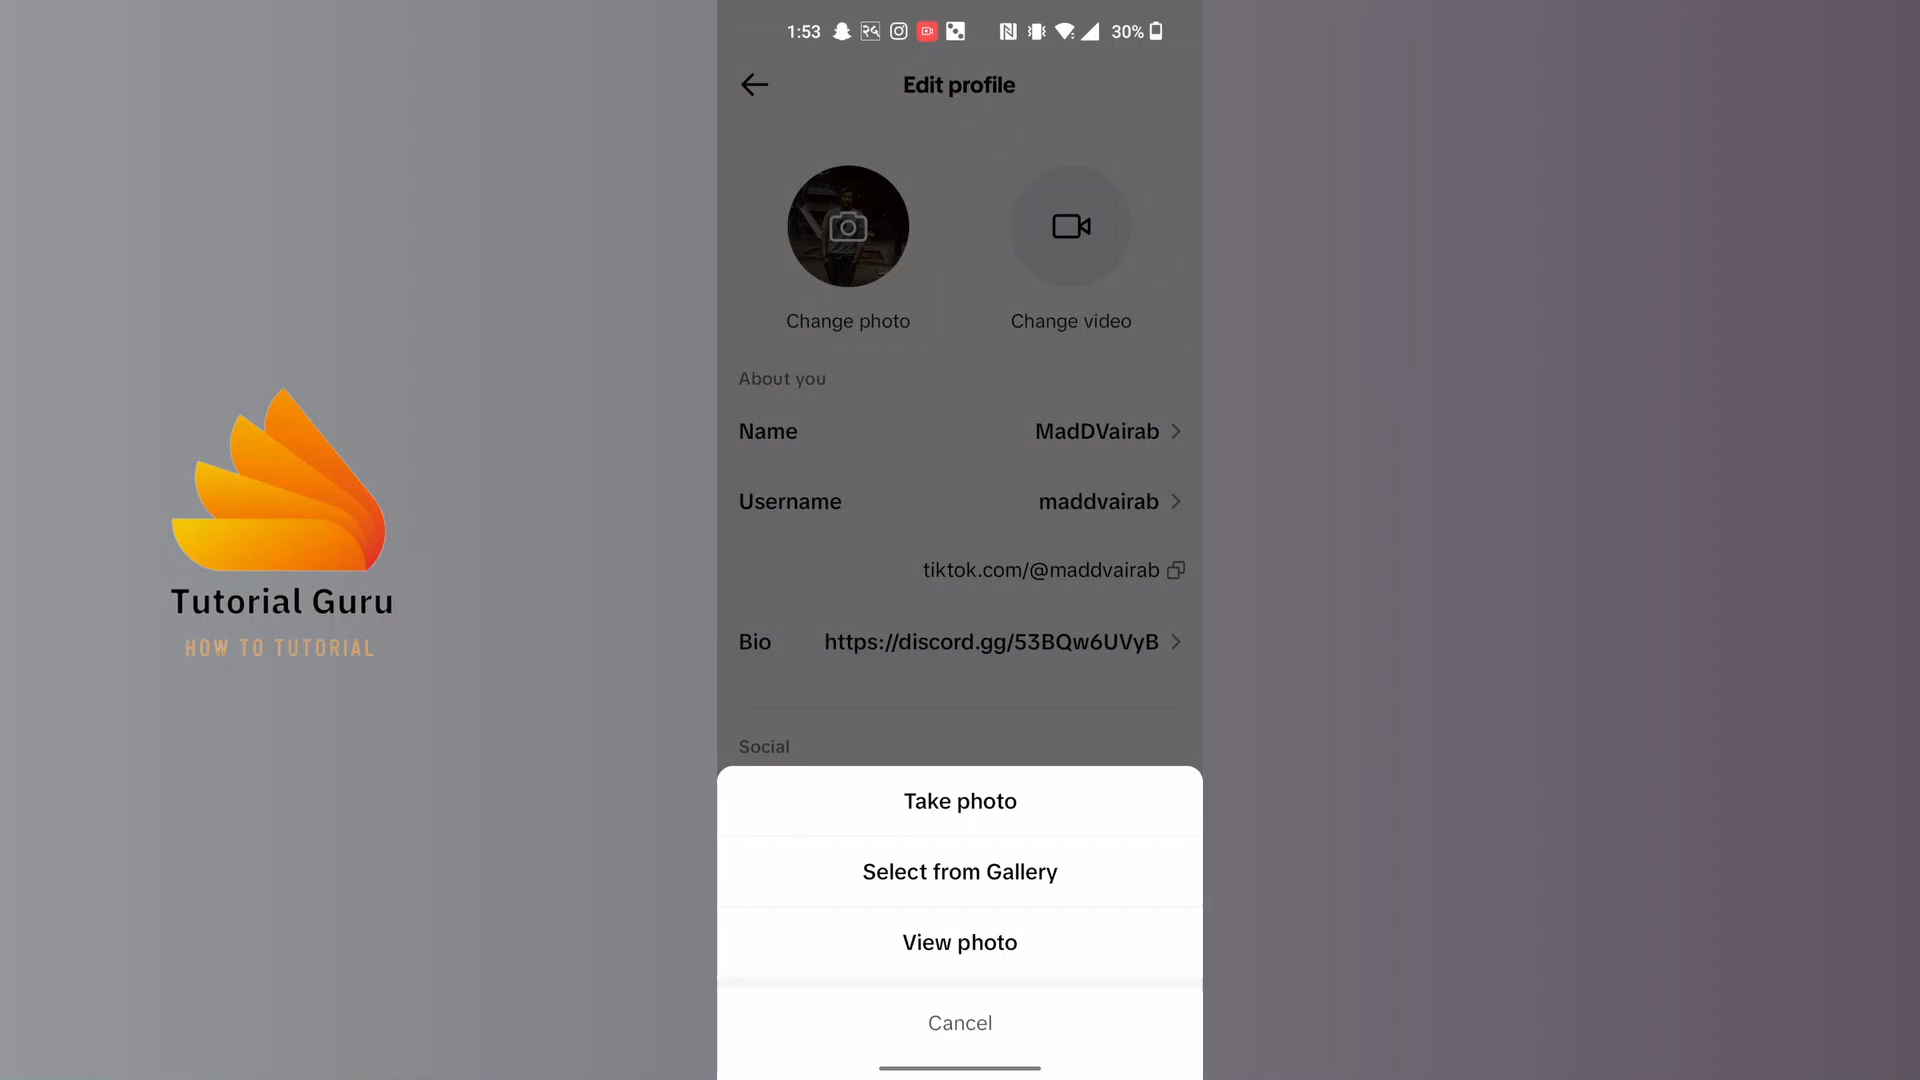 1:53
30%
Edit profile
Change photo
Change video
About you
Name
MadDVairab
Username
maddvairab
tiktok.com/@maddvairab
Bio
https://discord.gg/53BQw6UVyB
Social
Take photo
Select from Gallery
View photo
Cancel
Tutorial Guru
HOW TO TUTORIAL